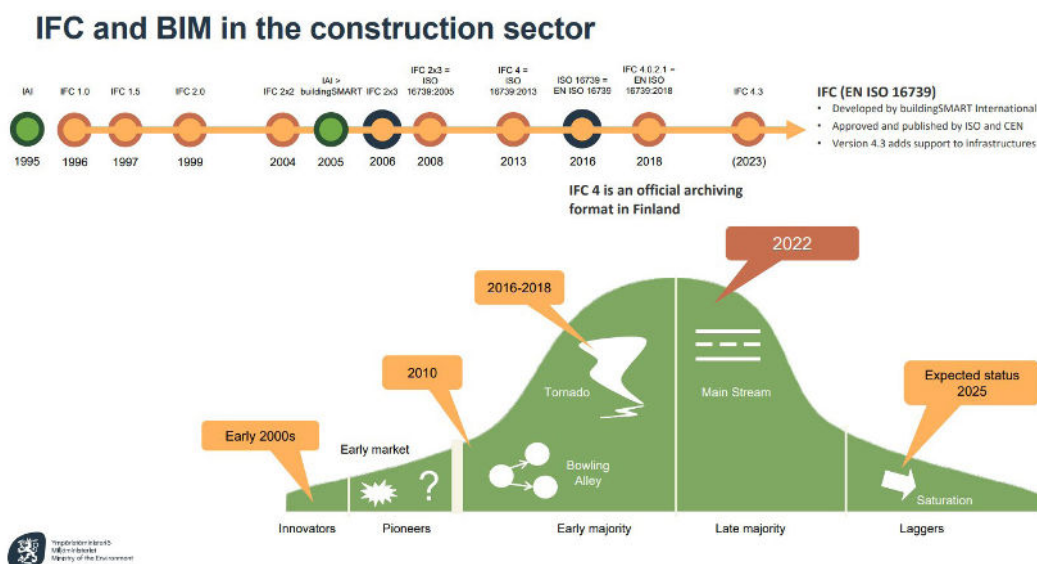 IFC and BIM in the construction sector
IAI
IFC 1.0
IFC 1.5
IFC 2.0
IFC 2x2
IAI >
buildingSMART
IFC 2x3
IFC 2x3 =
ISO
16739:2005
IFC 4 =
ISO
16739:2013
ISO 16739 =
EN ISO 16739
IFC 4.0.2.1 =
EN ISO
16739:2018
IFC 4.3
1995
1996
1997
1999
2004
2005
2006
2008
2013
2016
2018
(2023)
IFC (EN ISO 16739)
• Developed by buildingSMART International
• Approved and published by ISO and CEN
• Version 4.3 adds support to infrastructures
IFC 4 is an official archiving
format in Finland
2022
2016-2018
2010
Expected status
2025
Early 2000s
Early market
Tornado
Main Stream
?
Bowling
Alley
Saturation
Innovators
Pioneers
Early majority
Late majority
Laggers
Ympäristöministeriö
Miljöministeriet
Ministry of the Environment